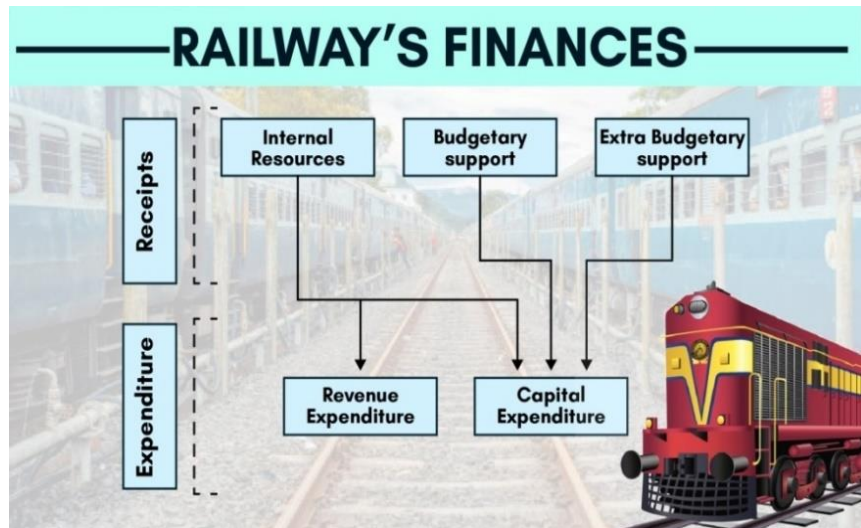 RAILWAY'S FINANCES
Receipts
Internal
Resources
Budgetary
support
Extra Budgetary
support
Expenditure
Revenue
Expenditure
Capital
Expenditure